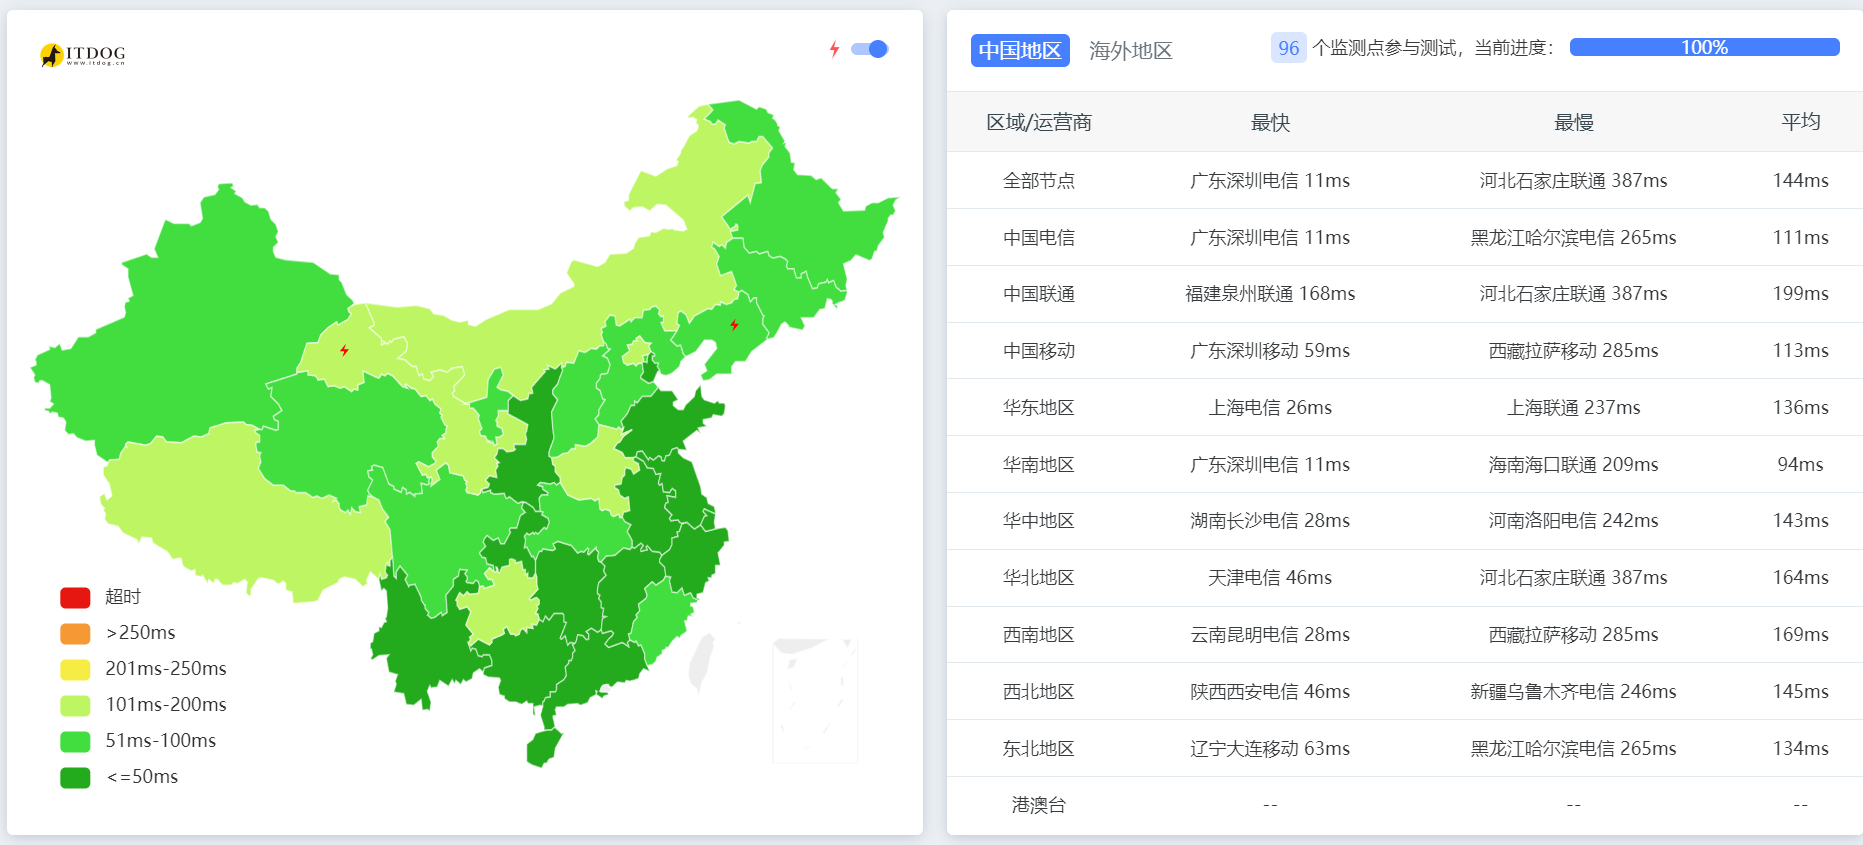 ITDOG
www.itdog.cn
超时
>250ms
201ms-250ms
101ms-200ms
51ms-100ms
<=50ms
中国地区 海外地区 96 个监测点参与测试，当前进度： 100%
区域/运营商 最快 最慢 平均
全部节点 广东深圳电信 11ms 河北石家庄联通 387ms 144ms
中国电信 广东深圳电信 11ms 黑龙江哈尔滨电信 265ms 111ms
中国联通 福建泉州联通 168ms 河北石家庄联通 387ms 199ms
中国移动 广东深圳移动 59ms 西藏拉萨移动 285ms 113ms
华东地区 上海电信 26ms 上海联通 237ms 136ms
华南地区 广东深圳电信 11ms 海南海口联通 209ms 94ms
华中地区 湖南长沙电信 28ms 河南洛阳电信 242ms 143ms
华北地区 天津电信 46ms 河北石家庄联通 387ms 164ms
西南地区 云南昆明电信 28ms 西藏拉萨移动 285ms 169ms
西北地区 陕西西安电信 46ms 新疆乌鲁木齐电信 246ms 145ms
东北地区 辽宁大连移动 63ms 黑龙江哈尔滨电信 265ms 134ms
港澳台 -- -- --